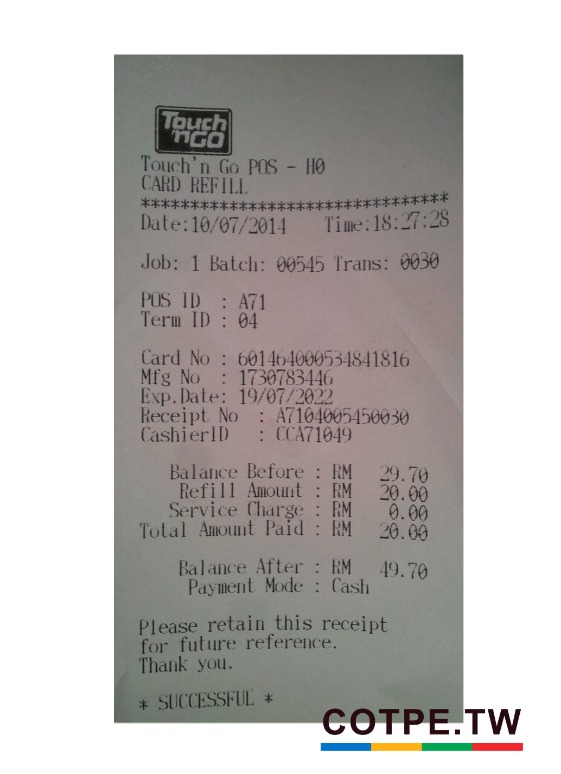 Touch
'nGO
Touch'n Go POS - HO
CARD REFILL
**************************************
Date:10/07/2014 Time:18:27:28
Job: 1 Batch: 00545 Trans: 0030
POS ID : A71
Term ID : 04
Card No : 601464000534841816
Mfg No : 1730783446
Exp.Date: 19/07/2022
Receipt No : A7104005450030
CashierID : CCA71049
Balance Before : RM 29.70
Refill Amount : RM 20.00
Service Charge : RM 0.00
Total Amount Paid : RM 20.00
Balance After : RM 49.70
Payment Mode : Cash
Please retain this receipt
for future reference.
Thank you.
* SUCCESSFUL *
COTPE.TW